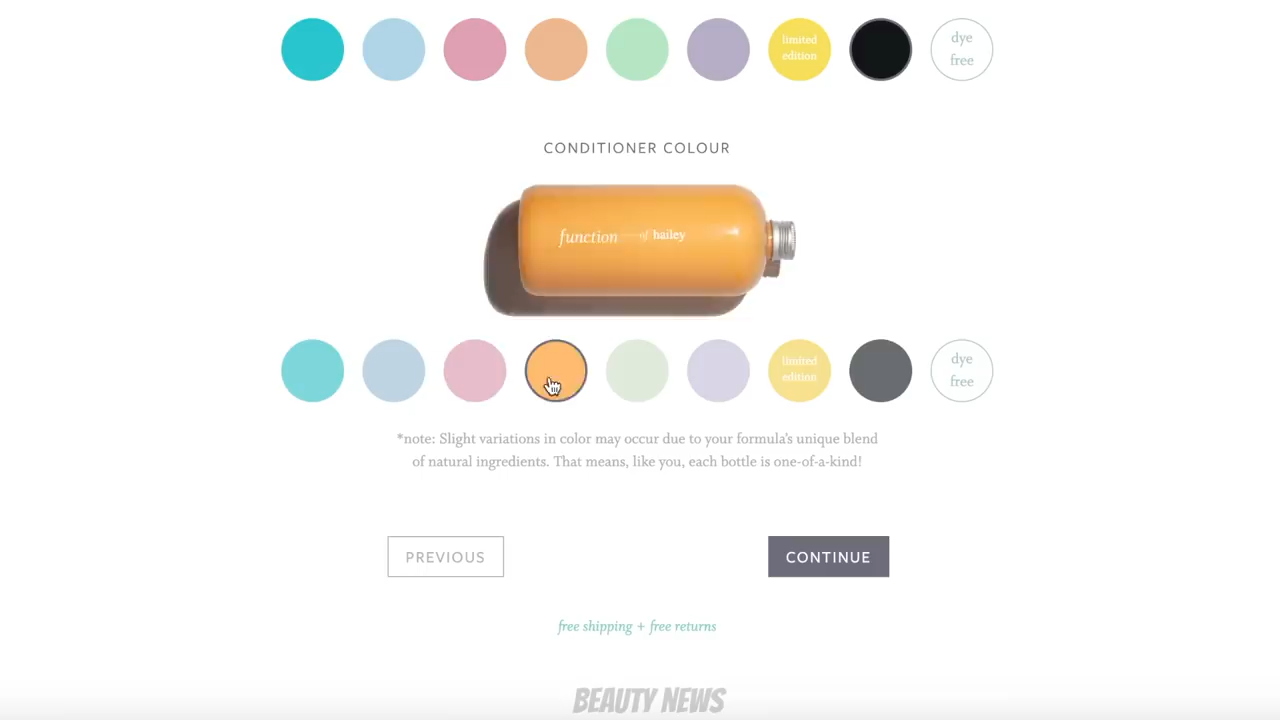 limited
edition
dye
free
CONDITIONER COLOUR
function of hailey
limited
edition
dye
free
*note: Slight variations in color may occur due to your formula's unique blend
of natural ingredients. That means, like you, each bottle is one-of-a-kind!
PREVIOUS
CONTINUE
free shipping + free returns
BEAUTY NEWS